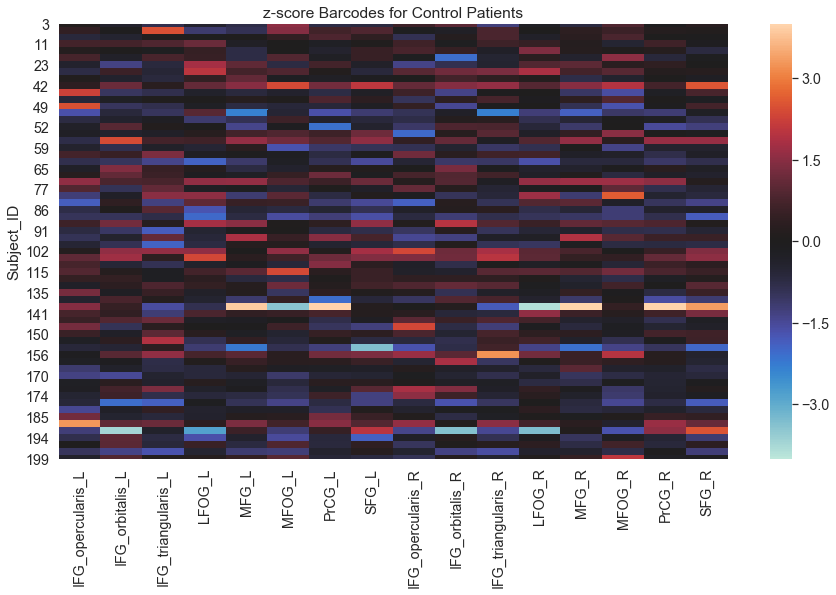 z-score Barcodes for Control Patients
Subject_ID
3
11
23
42
49
52
59
65
77
86
91
102
115
135
141
150
156
170
174
185
194
199
IFG_opercularis_L
IFG_orbitalis_L
IFG_triangularis_L
LFOG_L
MFG_L
MFOG_L
PrCG_L
SFG_L
IFG_opercularis_R
IFG_orbitalis_R
IFG_triangularis_R
LFOG_R
MFG_R
MFOG_R
PrCG_R
SFG_R
3.0
1.5
0.0
−1.5
−3.0